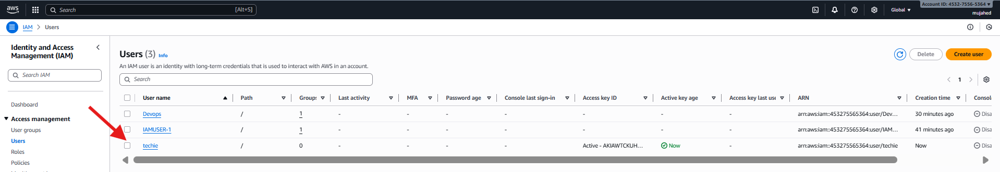 aws Search [Alt+S] Global Account ID: 4532-7556-5364
mujahed
IAM > Users
Identity and Access Management (IAM)
Search IAM
Dashboard
Access management
User groups
Users
Roles
Policies
Users (3) Info
Delete Create user
An IAM user is an identity with long-term credentials that is used to interact with AWS in an account.
Search
1
User name Path Groups Last activity MFA Password age Console last sign-in Access key ID Active key age Access key last use ARN Creation time Consol
Devops / 1 - - - - - - - arn:aws:iam::453275565364:user/Dev... 30 minutes ago Disa
IAMUSER-1 / 1 - - - - - - - arn:aws:iam::453275565364:user/IAM... 41 minutes ago Disa
techie / 0 - - - - Active - AKIAWTCKUH... Now - arn:aws:iam::453275565364:user/techie Now Disa